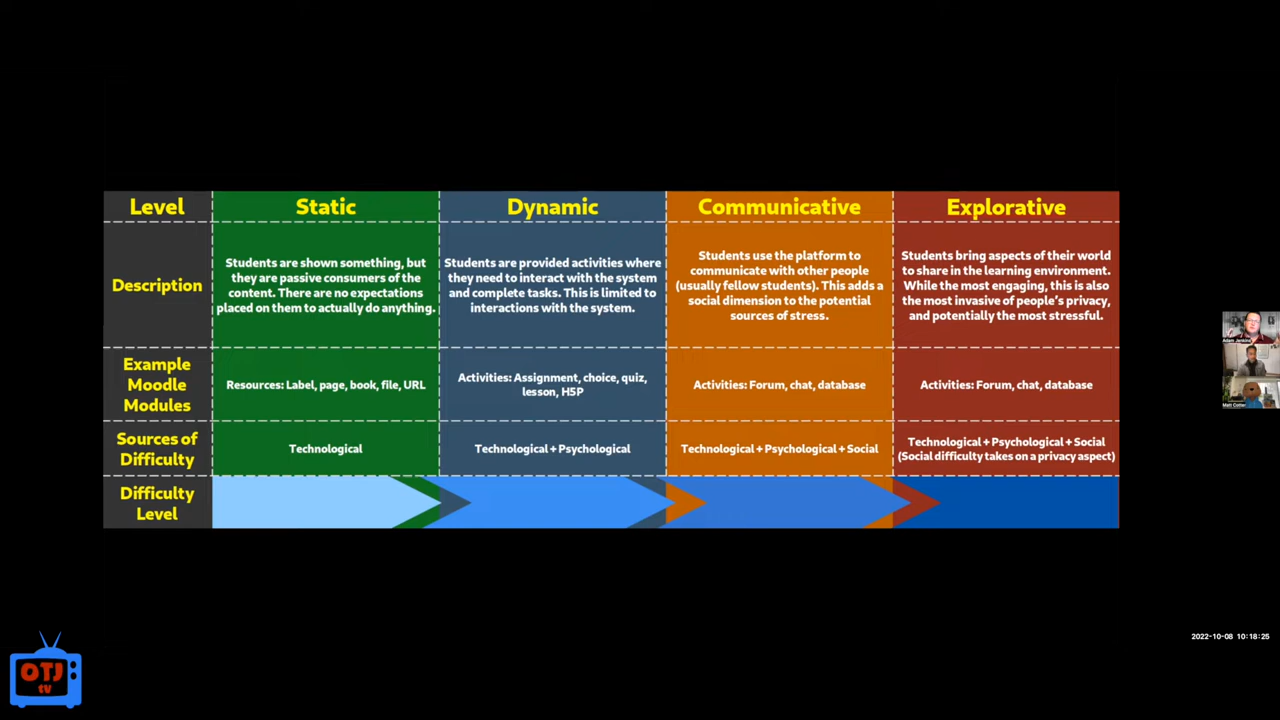 Level
Static
Dynamic
Communicative
Explorative
Description
Students are shown something, but
they are passive consumers of the
content. There are no expectations
placed on them to actually do anything.
Students are provided activities where
they need to interact with the system
and complete tasks. This is limited to
interactions with the system.
Students use the platform to
communicate with other people
(usually fellow students). This adds a
social dimension to the potential
sources of stress.
Students bring aspects of their world
to share in the learning environment.
While the most engaging, this is also
the most invasive of people's privacy,
and potentially the most stressful.
Example
Moodle
Modules
Resources: Label, page, book, file, URL
Activities: Assignment, choice, quiz,
lesson, H5P
Activities: Forum, chat, database
Activities: Forum, chat, database
Sources of
Difficulty
Technological
Technological + Psychological
Technological + Psychological + Social
Technological + Psychological + Social
(Social difficulty takes on a privacy aspect)
Difficulty
Level
Adam Jenkins
Matt Cotter
2022-10-08 10:18:25
OTJ
tv